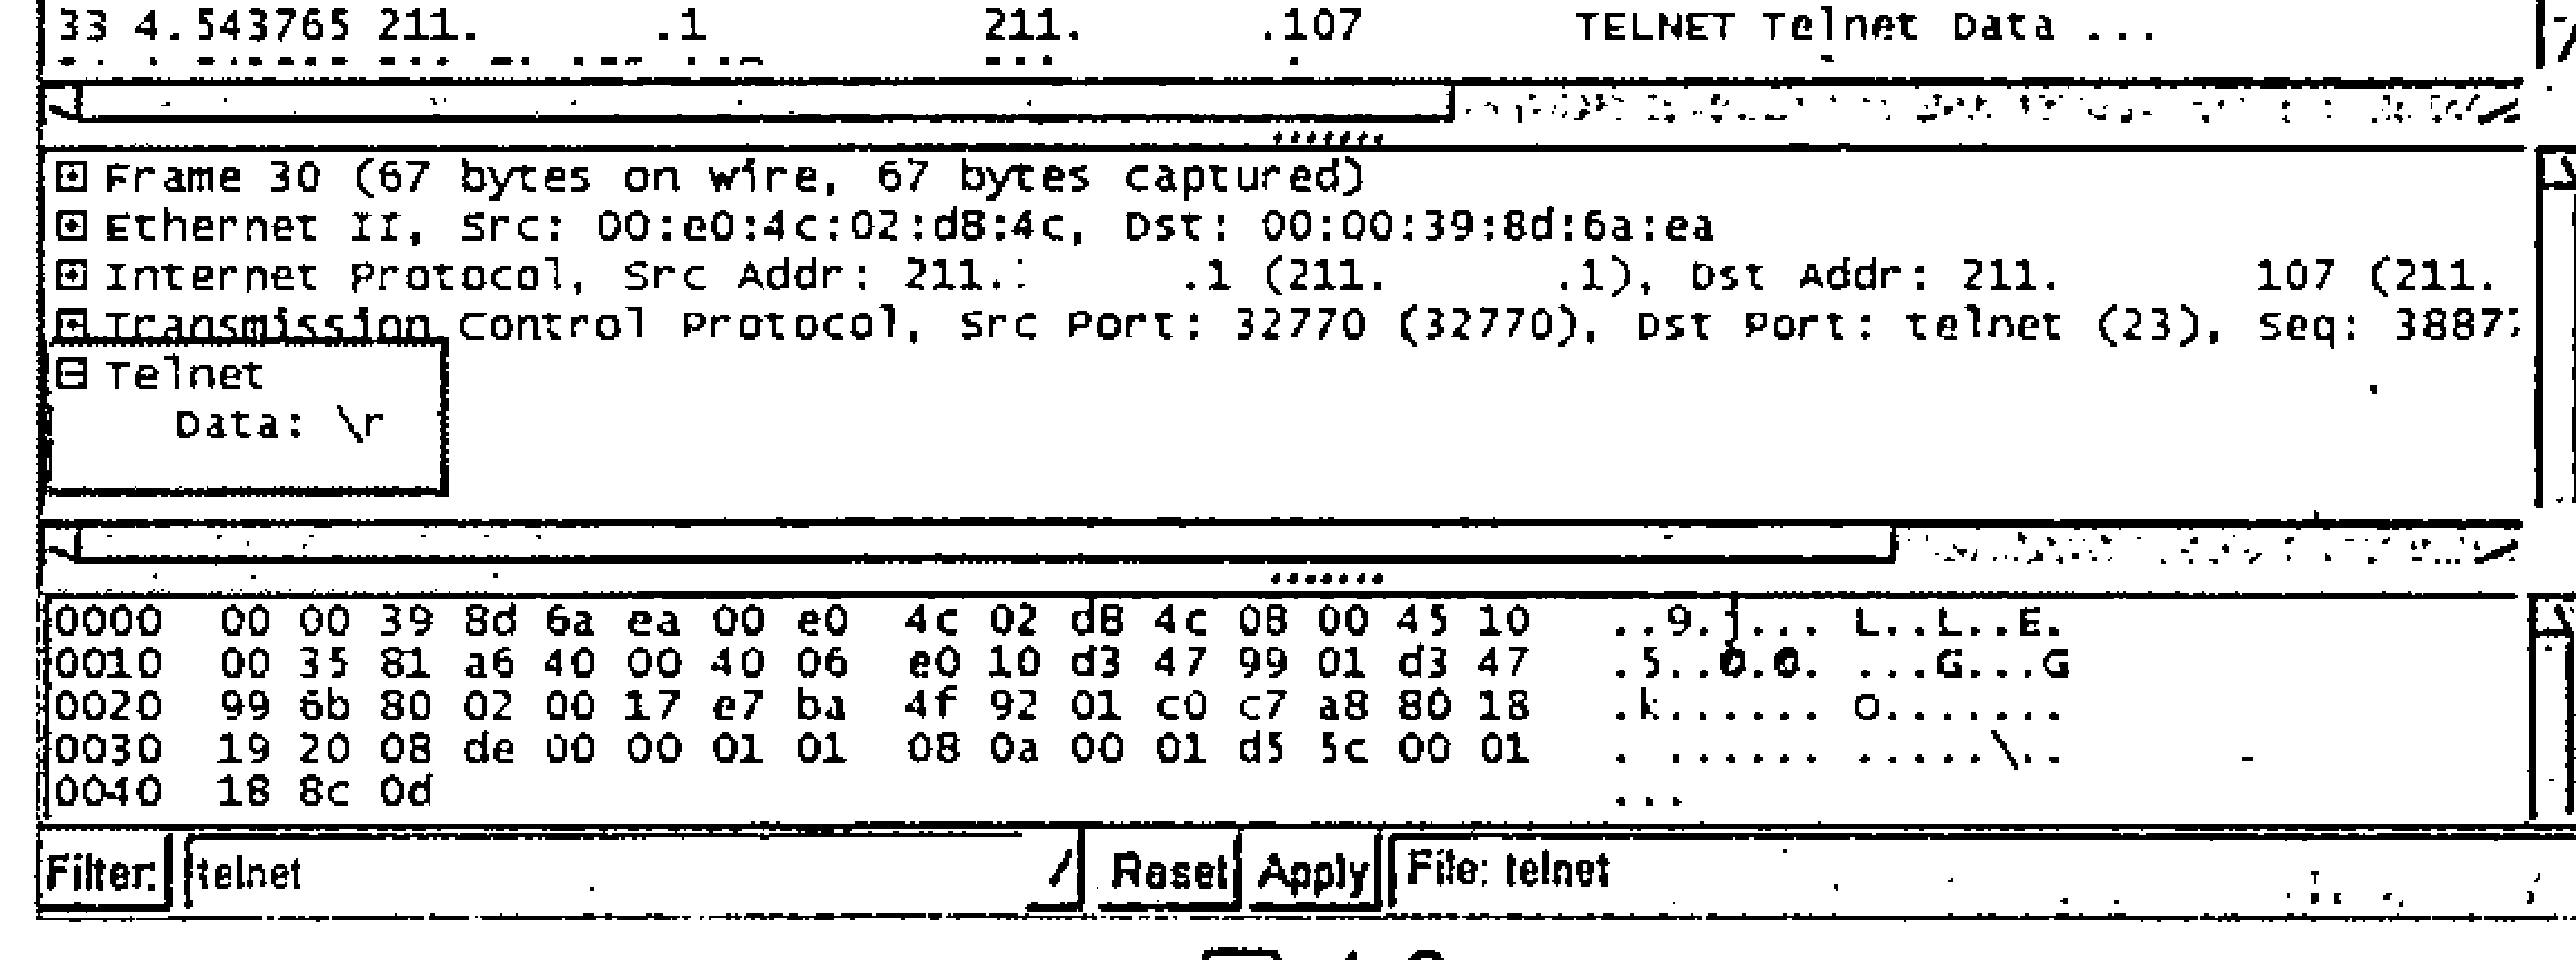 33 4.543765 211. .1 211. .107 TELNET Telnet Data ...
Frame 30 (67 bytes on wire, 67 bytes captured)
Ethernet II, Src: 00:e0:4c:02:d8:4c, Dst: 00:00:39:8d:6a:ea
Internet Protocol, Src Addr: 211. .1 (211. .1), Dst Addr: 211. 107 (211.
Transmission Control Protocol, Src Port: 32770 (32770), Dst Port: telnet (23), Seq: 3887
Telnet
Data: \r
0000 00 00 39 8d 6a ea 00 e0 4c 02 d8 4c 08 00 45 10 ..9.j... L..L..E.
0010 00 35 81 a6 40 00 40 06 e0 10 d3 47 99 01 d3 47 .5..@.@. ...G...G
0020 99 6b 80 02 00 17 e7 ba 4f 92 01 c0 c7 a8 80 18 .k...... O.......
0030 19 20 08 de 00 00 01 01 08 0a 00 01 d5 5c 00 01 . ...... .....\..
0040 18 8c 0d ...
Filter: telnet Reset Apply File: telnet